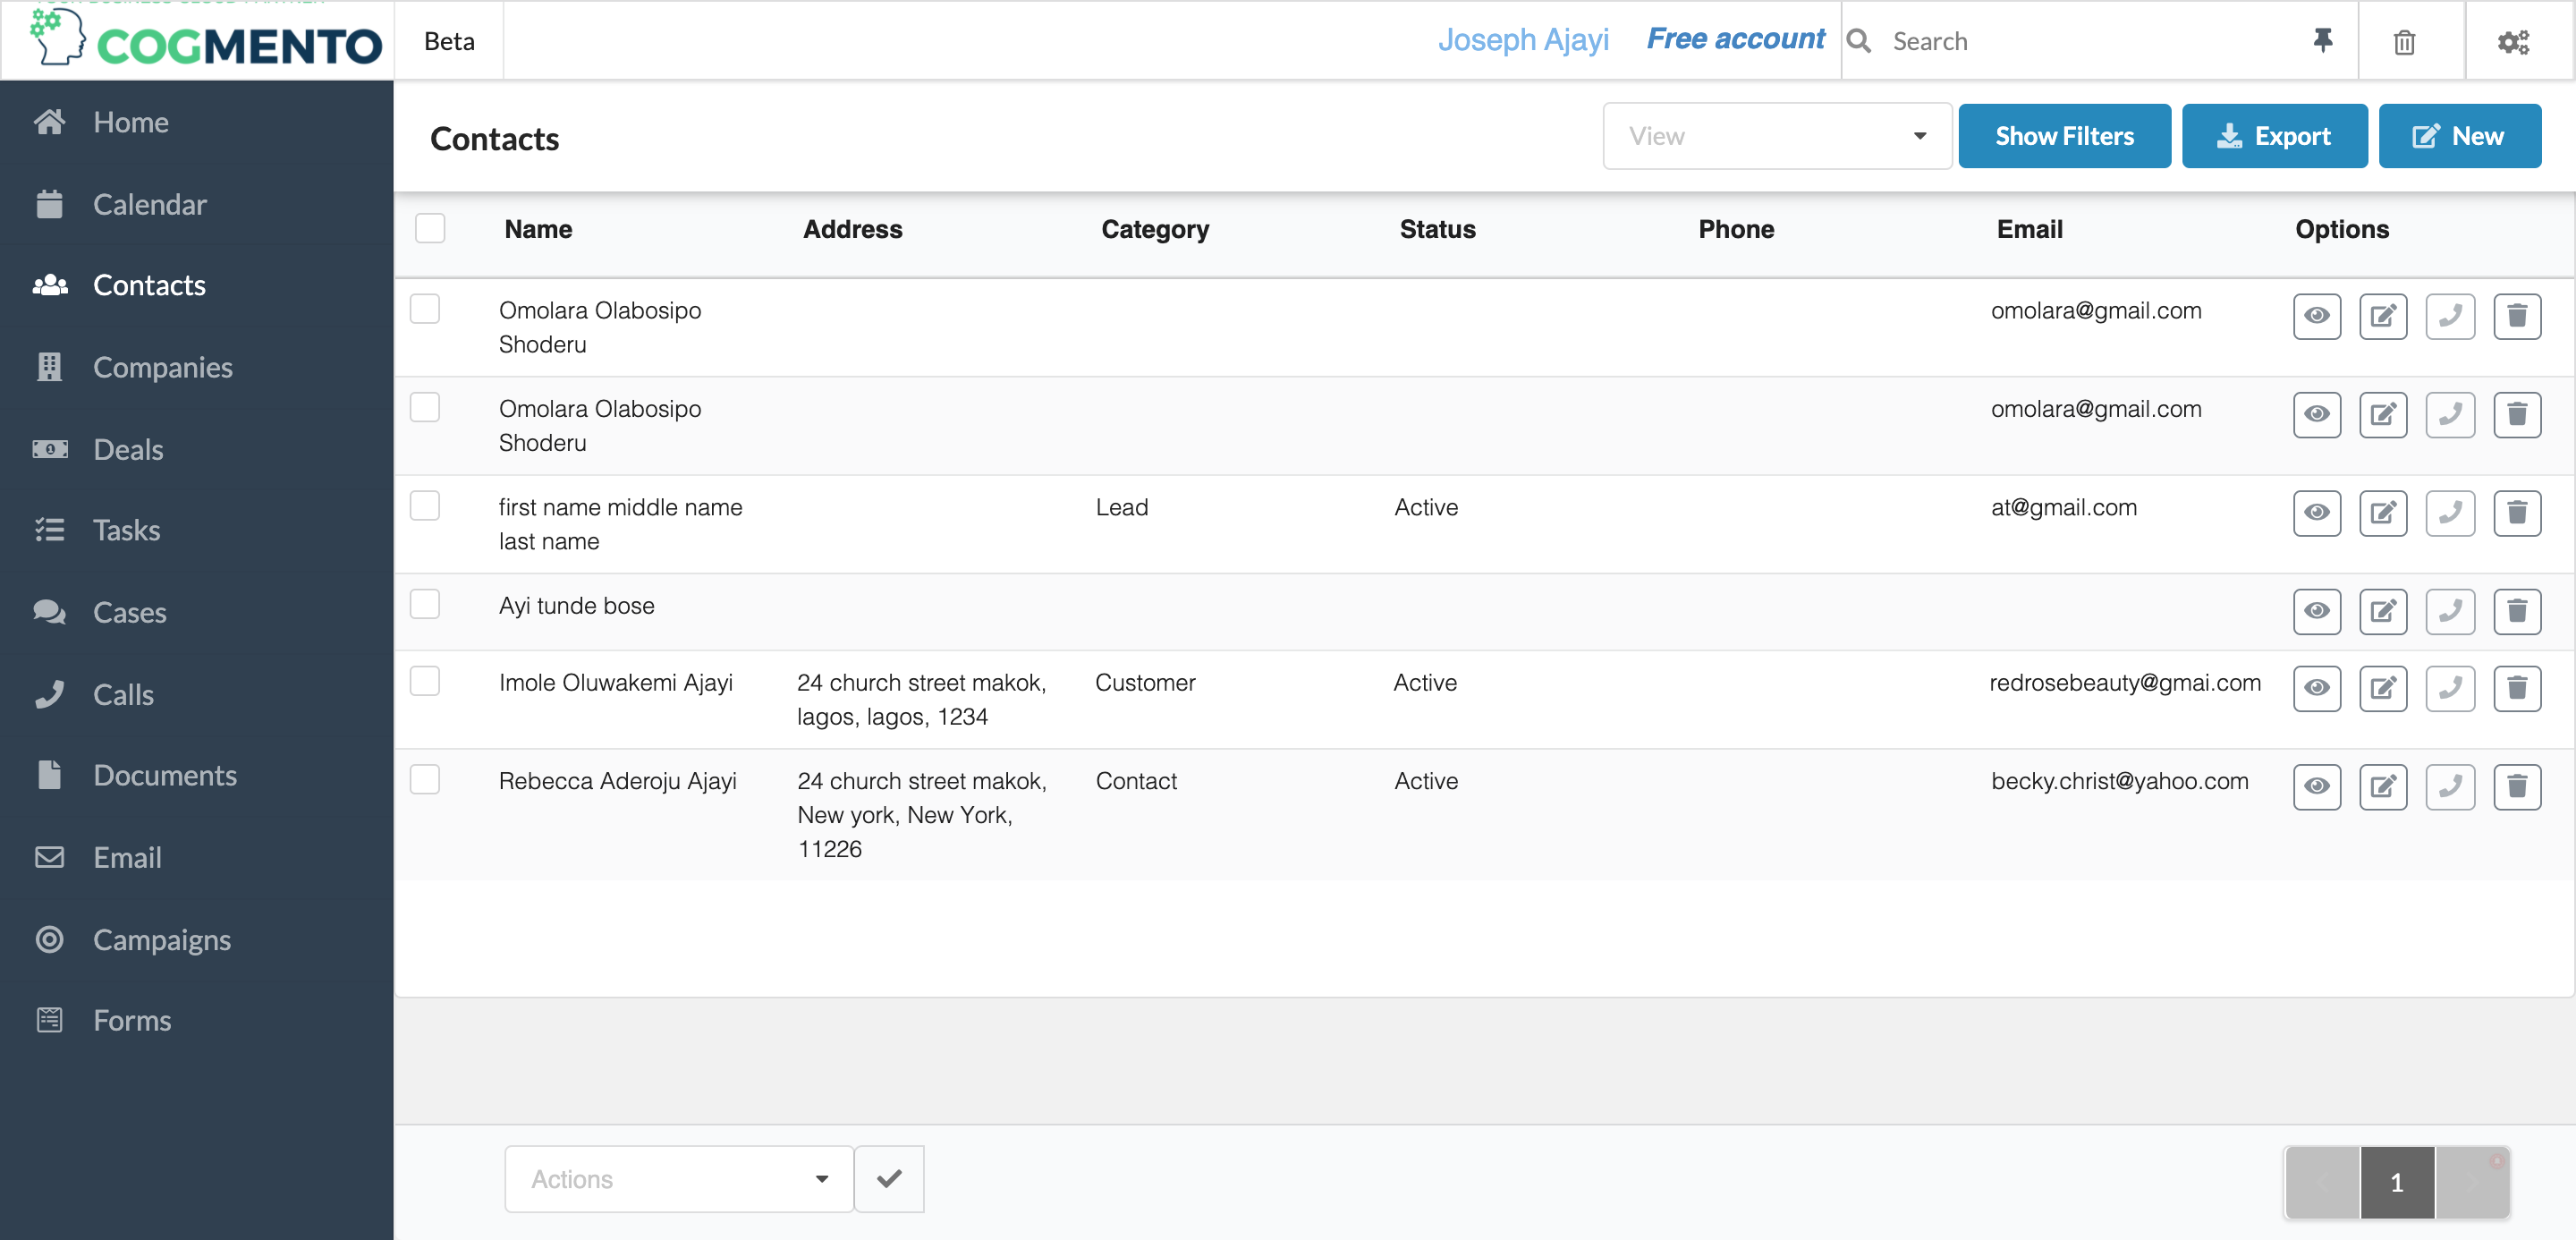 YOUR BUSINESS CLOUD PARTNER
COGMENTO
Beta
Joseph Ajayi
Free account
Search
Home
Calendar
Contacts
Companies
Deals
Tasks
Cases
Calls
Documents
Email
Campaigns
Forms
Contacts
View
Show Filters
Export
New
Name Address Category Status Phone Email Options
Omolara Olabosipo omolara@gmail.com
Shoderu
Omolara Olabosipo omolara@gmail.com
Shoderu
first name middle name Lead Active at@gmail.com
last name
Ayi tunde bose
Imole Oluwakemi Ajayi 24 church street makok, Customer Active redrosebeauty@gmai.com
lagos, lagos, 1234
Rebecca Aderoju Ajayi 24 church street makok, Contact Active becky.christ@yahoo.com
New york, New York,
11226
Actions
1